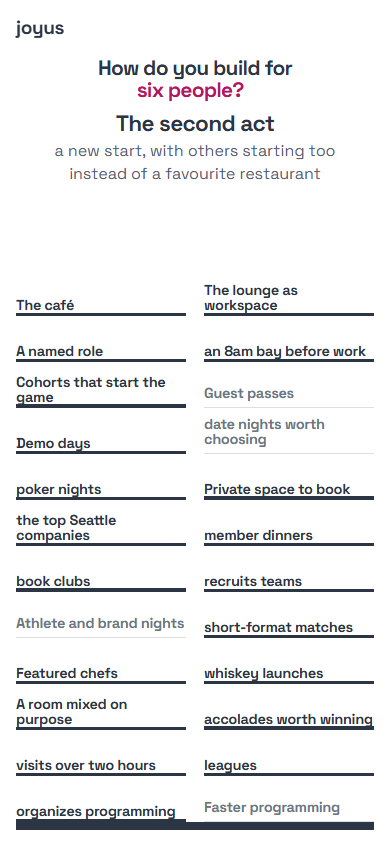 joyus
How do you build for
six people?
The second act
a new start, with others starting too
instead of a favourite restaurant
The café
The lounge as
workspace
A named role
an 8am bay before work
Cohorts that start the
game
Guest passes
Demo days
date nights worth
choosing
poker nights
Private space to book
the top Seattle
companies
member dinners
book clubs
recruits teams
Athlete and brand nights
short-format matches
Featured chefs
whiskey launches
A room mixed on
purpose
accolades worth winning
visits over two hours
leagues
organizes programming
Faster programming